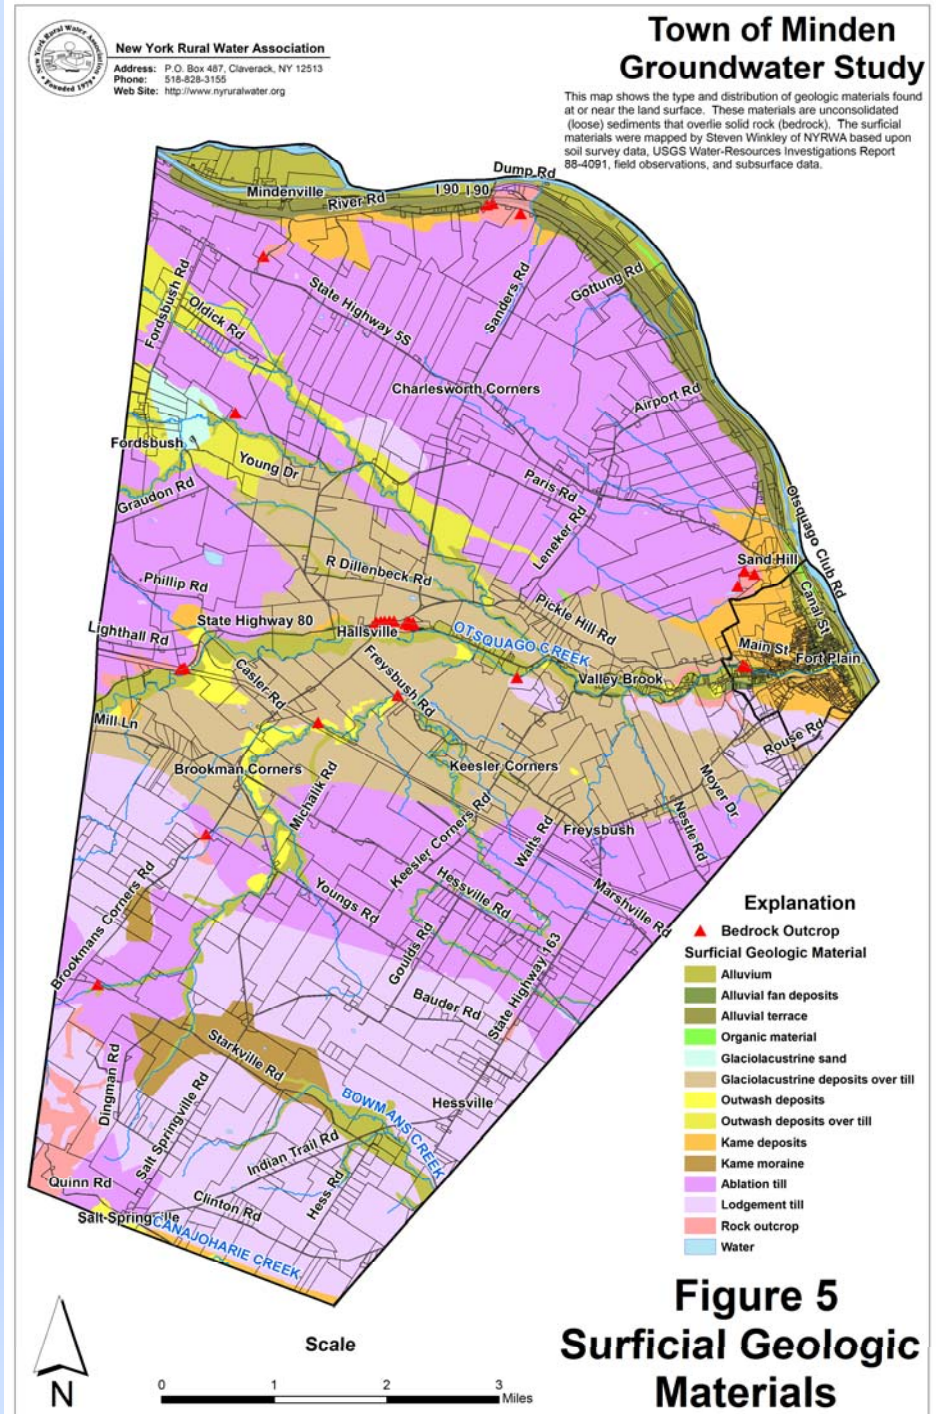 New York Rural Water Association
Founded 1979
New York Rural Water Association
Address: P.O. Box 487, Claverack, NY 12513
Phone: 518-828-3155
Web Site: http://www.nyruralwater.org
Town of Minden
Groundwater Study
This map shows the type and distribution of geologic materials found
at or near the land surface. These materials are unconsolidated
(loose) sediments that overlie solid rock (bedrock). The surficial
materials were mapped by Steven Winkley of NYRWA based upon
soil survey data, USGS Water-Resources Investigations Report
88-4091, field observations, and subsurface data.
Dump Rd
Mindenville
River Rd
I 90
I 90
Fordsbush Rd
Oldick Rd
State Highway 5S
Sanders Rd
Gottung Rd
Charlesworth Corners
Airport Rd
Fordsbush
Young Dr
Graudon Rd
Paris Rd
Leneker Rd
Otsquago Club Rd
Sand Hill
Canal St
Phillip Rd
R Dillenbeck Rd
Pickle Hill Rd
State Highway 80
Hallsville
Lighthall Rd
OTSQUAGO CREEK
Main St
Fort Plain
Casler Rd
Freysbush Rd
Valley Brook
Mill Ln
Rouse Rd
Brookman Corners
Keesler Corners
Michalik Rd
Moyer Dr
Nestle Rd
Keesler Corners Rd
Walts Rd
Freysbush
Brookmans Corners Rd
Youngs Rd
Hessville Rd
Marshville Rd
Goulds Rd
State Highway 163
Bauder Rd
Starkville Rd
Dingman Rd
Salt Springville Rd
BOWMANS CREEK
Hessville
Indian Trail Rd
Hess Rd
Quinn Rd
Clinton Rd
Salt Springville
CANAJOHARIE CREEK
Explanation
Bedrock Outcrop
Surficial Geologic Material
Alluvium
Alluvial fan deposits
Alluvial terrace
Organic material
Glaciolacustrine sand
Glaciolacustrine deposits over till
Outwash deposits
Outwash deposits over till
Kame deposits
Kame moraine
Ablation till
Lodgement till
Rock outcrop
Water
Figure 5
Surficial Geologic
Materials
N
Scale
0 1 2 3
Miles